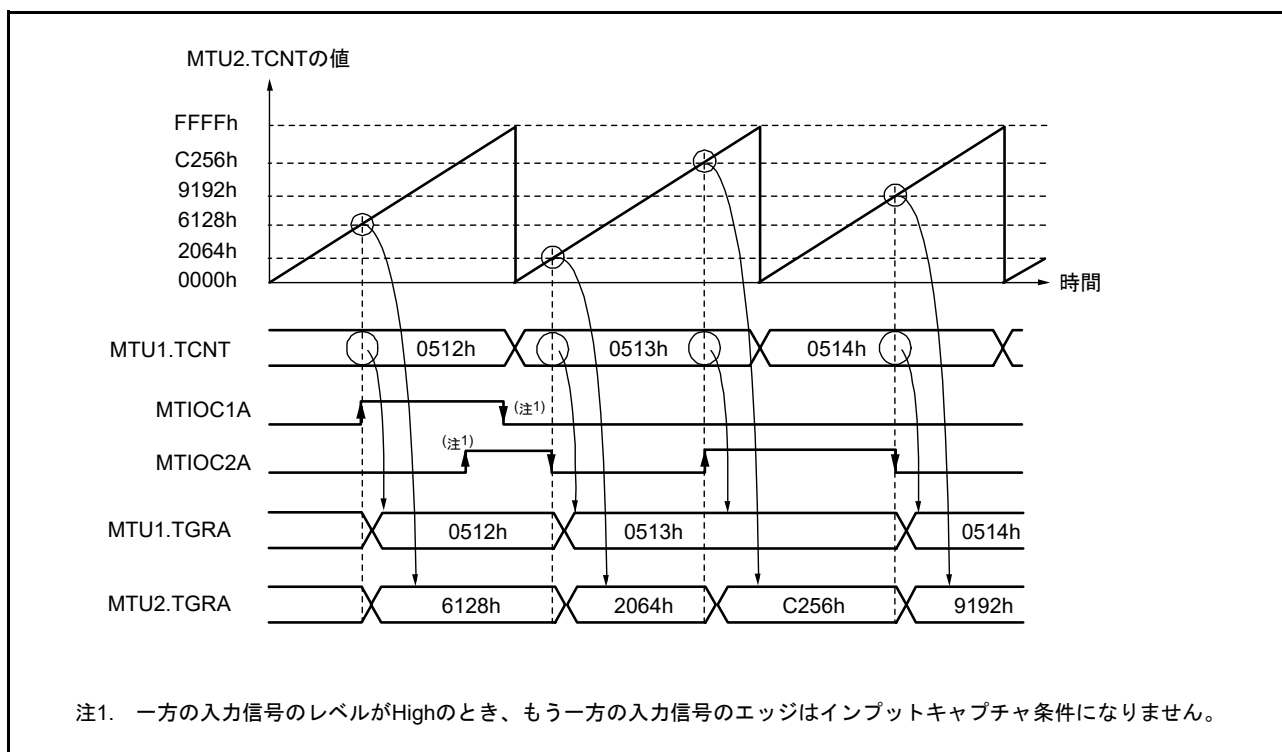 MTU2.TCNTの値
FFFFh
C256h
9192h
6128h
2064h
0000h
時間
MTU1.TCNT 0512h 0513h 0514h
MTIOC1A (注1)
MTIOC2A (注1)
MTU1.TGRA 0512h 0513h 0514h
MTU2.TGRA 6128h 2064h C256h 9192h
注1. 一方の入力信号のレベルがHighのとき、もう一方の入力信号のエッジはインプットキャプチャ条件になりません。